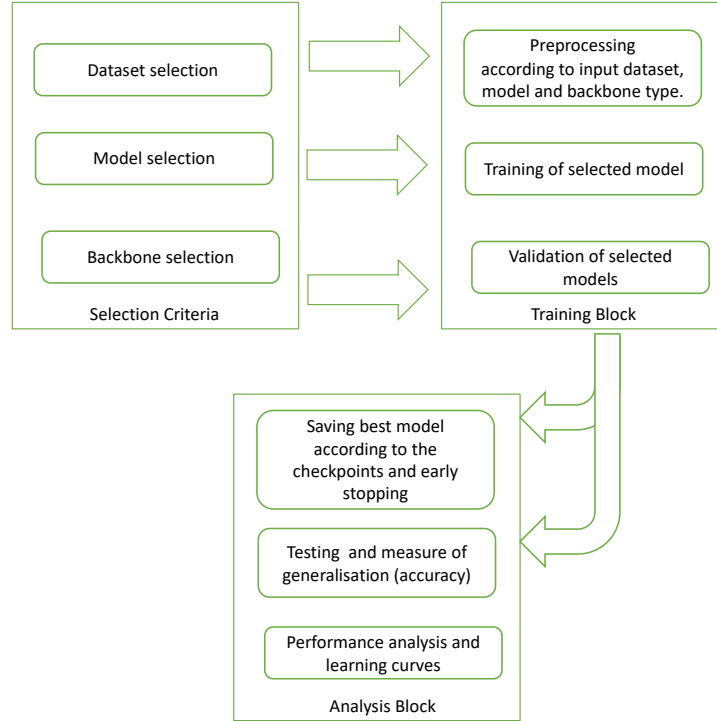 Dataset selection
Model selection
Backbone selection
Selection Criteria
Preprocessing
according to input dataset,
model and backbone type.
Training of selected model
Validation of selected
models
Training Block
Saving best model
according to the
checkpoints and early
stopping
Testing  and measure of
generalisation (accuracy)
Performance analysis and
learning curves
Analysis Block